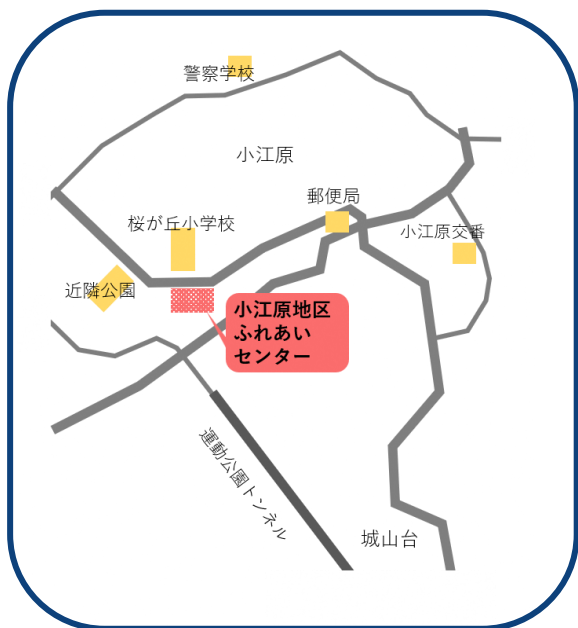 警察学校
小江原
郵便局
桜が丘小学校
小江原交番
近隣公園
小江原地区
ふれあい
センター
運動公園トンネル
城山台